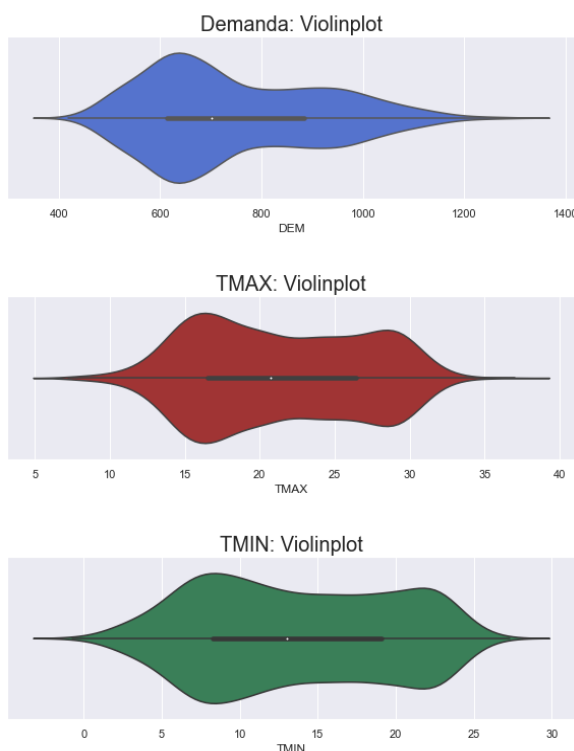 Demanda: Violinplot
400 600 800 1000 1200 1400
DEM
TMAX: Violinplot
5 10 15 20 25 30 35 40
TMAX
TMIN: Violinplot
0 5 10 15 20 25 30
TMIN